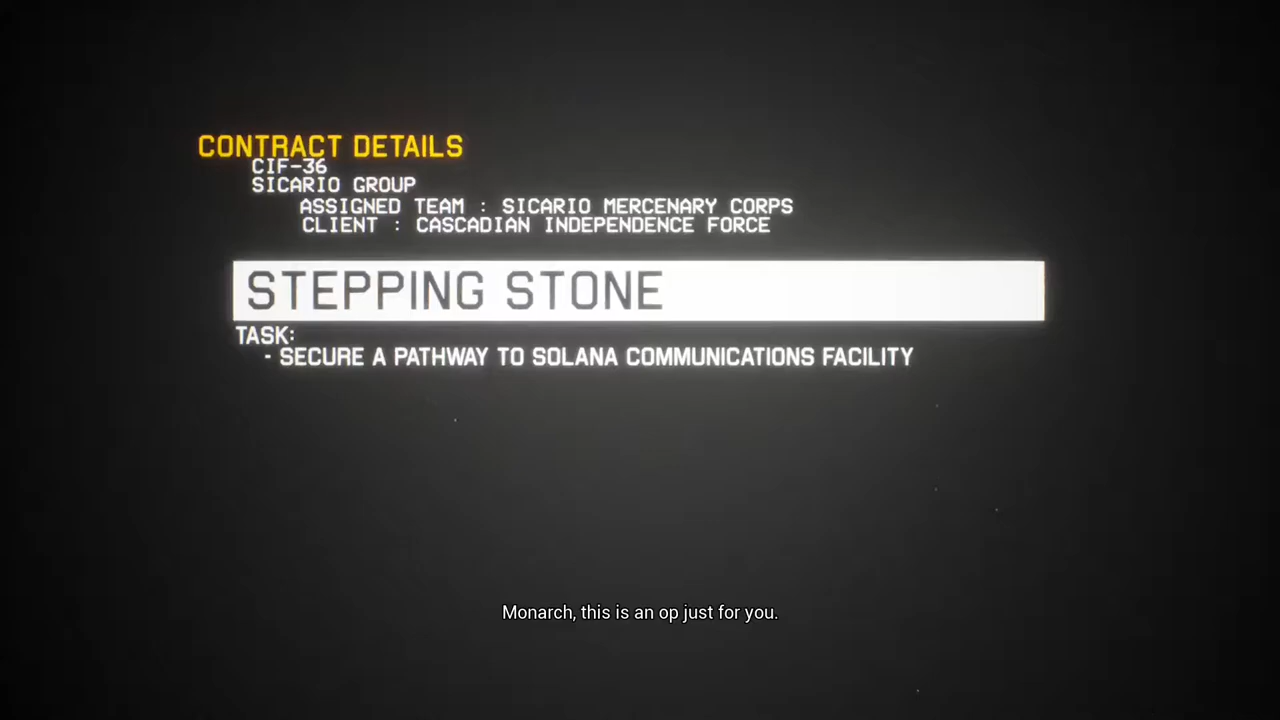 CONTRACT DETAILS
CIF-36
SICARIO GROUP
ASSIGNED TEAM : SICARIO MERCENARY CORPS
CLIENT : CASCADIAN INDEPENDENCE FORCE
STEPPING STONE
TASK:
- SECURE A PATHWAY TO SOLANA COMMUNICATIONS FACILITY
Monarch, this is an op just for you.